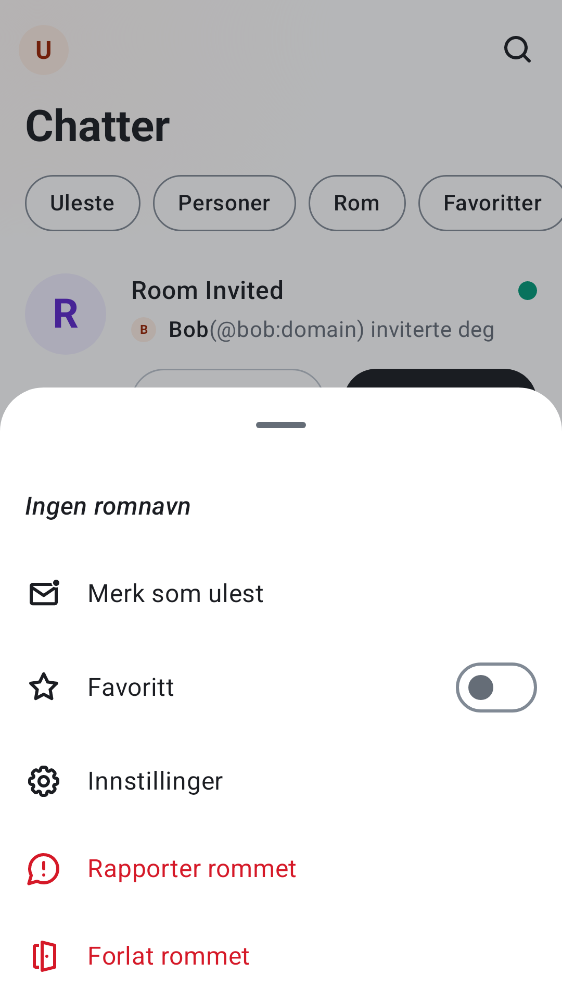 U
Chatter
Uleste
Personer
Rom
Favoritter
R
Room Invited
B
Bob(@bob:domain) inviterte deg
Ingen romnavn
Merk som ulest
Favoritt
Innstillinger
Rapporter rommet
Forlat rommet